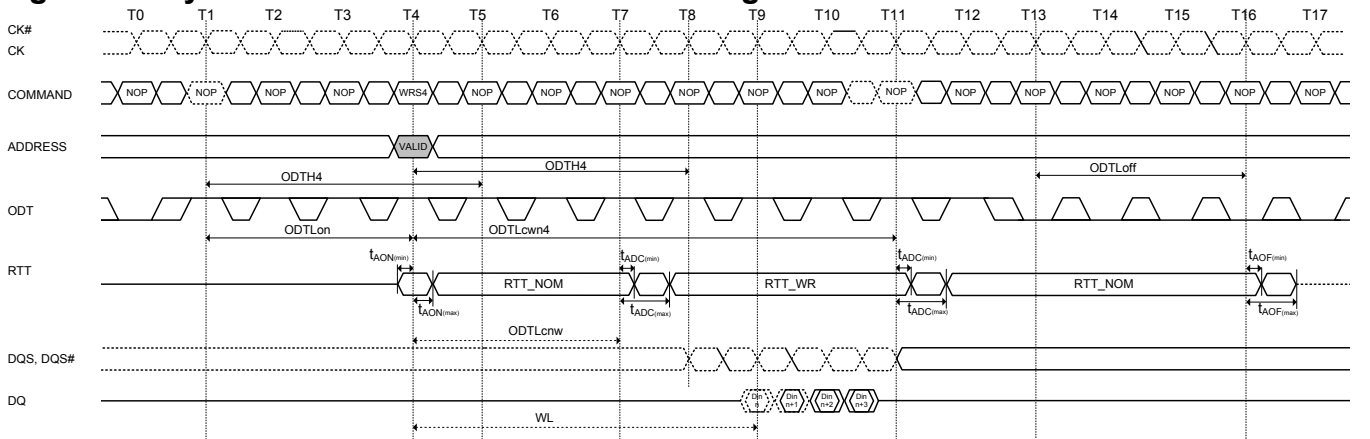 T0 T1 T2 T3 T4 T5 T6 T7 T8 T9 T10 T11 T12 T13 T14 T15 T16 T17
CK#
CK
COMMAND NOP NOP NOP NOP WRS4 NOP NOP NOP NOP NOP NOP NOP NOP NOP NOP NOP NOP NOP
ADDRESS VALID
ODTH4 ODTH4 ODTLoff
ODT
ODTLon ODTLcwn4
tAON(min) tADC(min) tADC(min) tAOF(min)
RTT RTT_NOM RTT_WR RTT_NOM
tAON(max) tADC(max) tADC(max) tAOF(max)
ODTLcnw
DQS, DQS#
DQ Din n Din n+1 Din n+2 Din n+3
WL